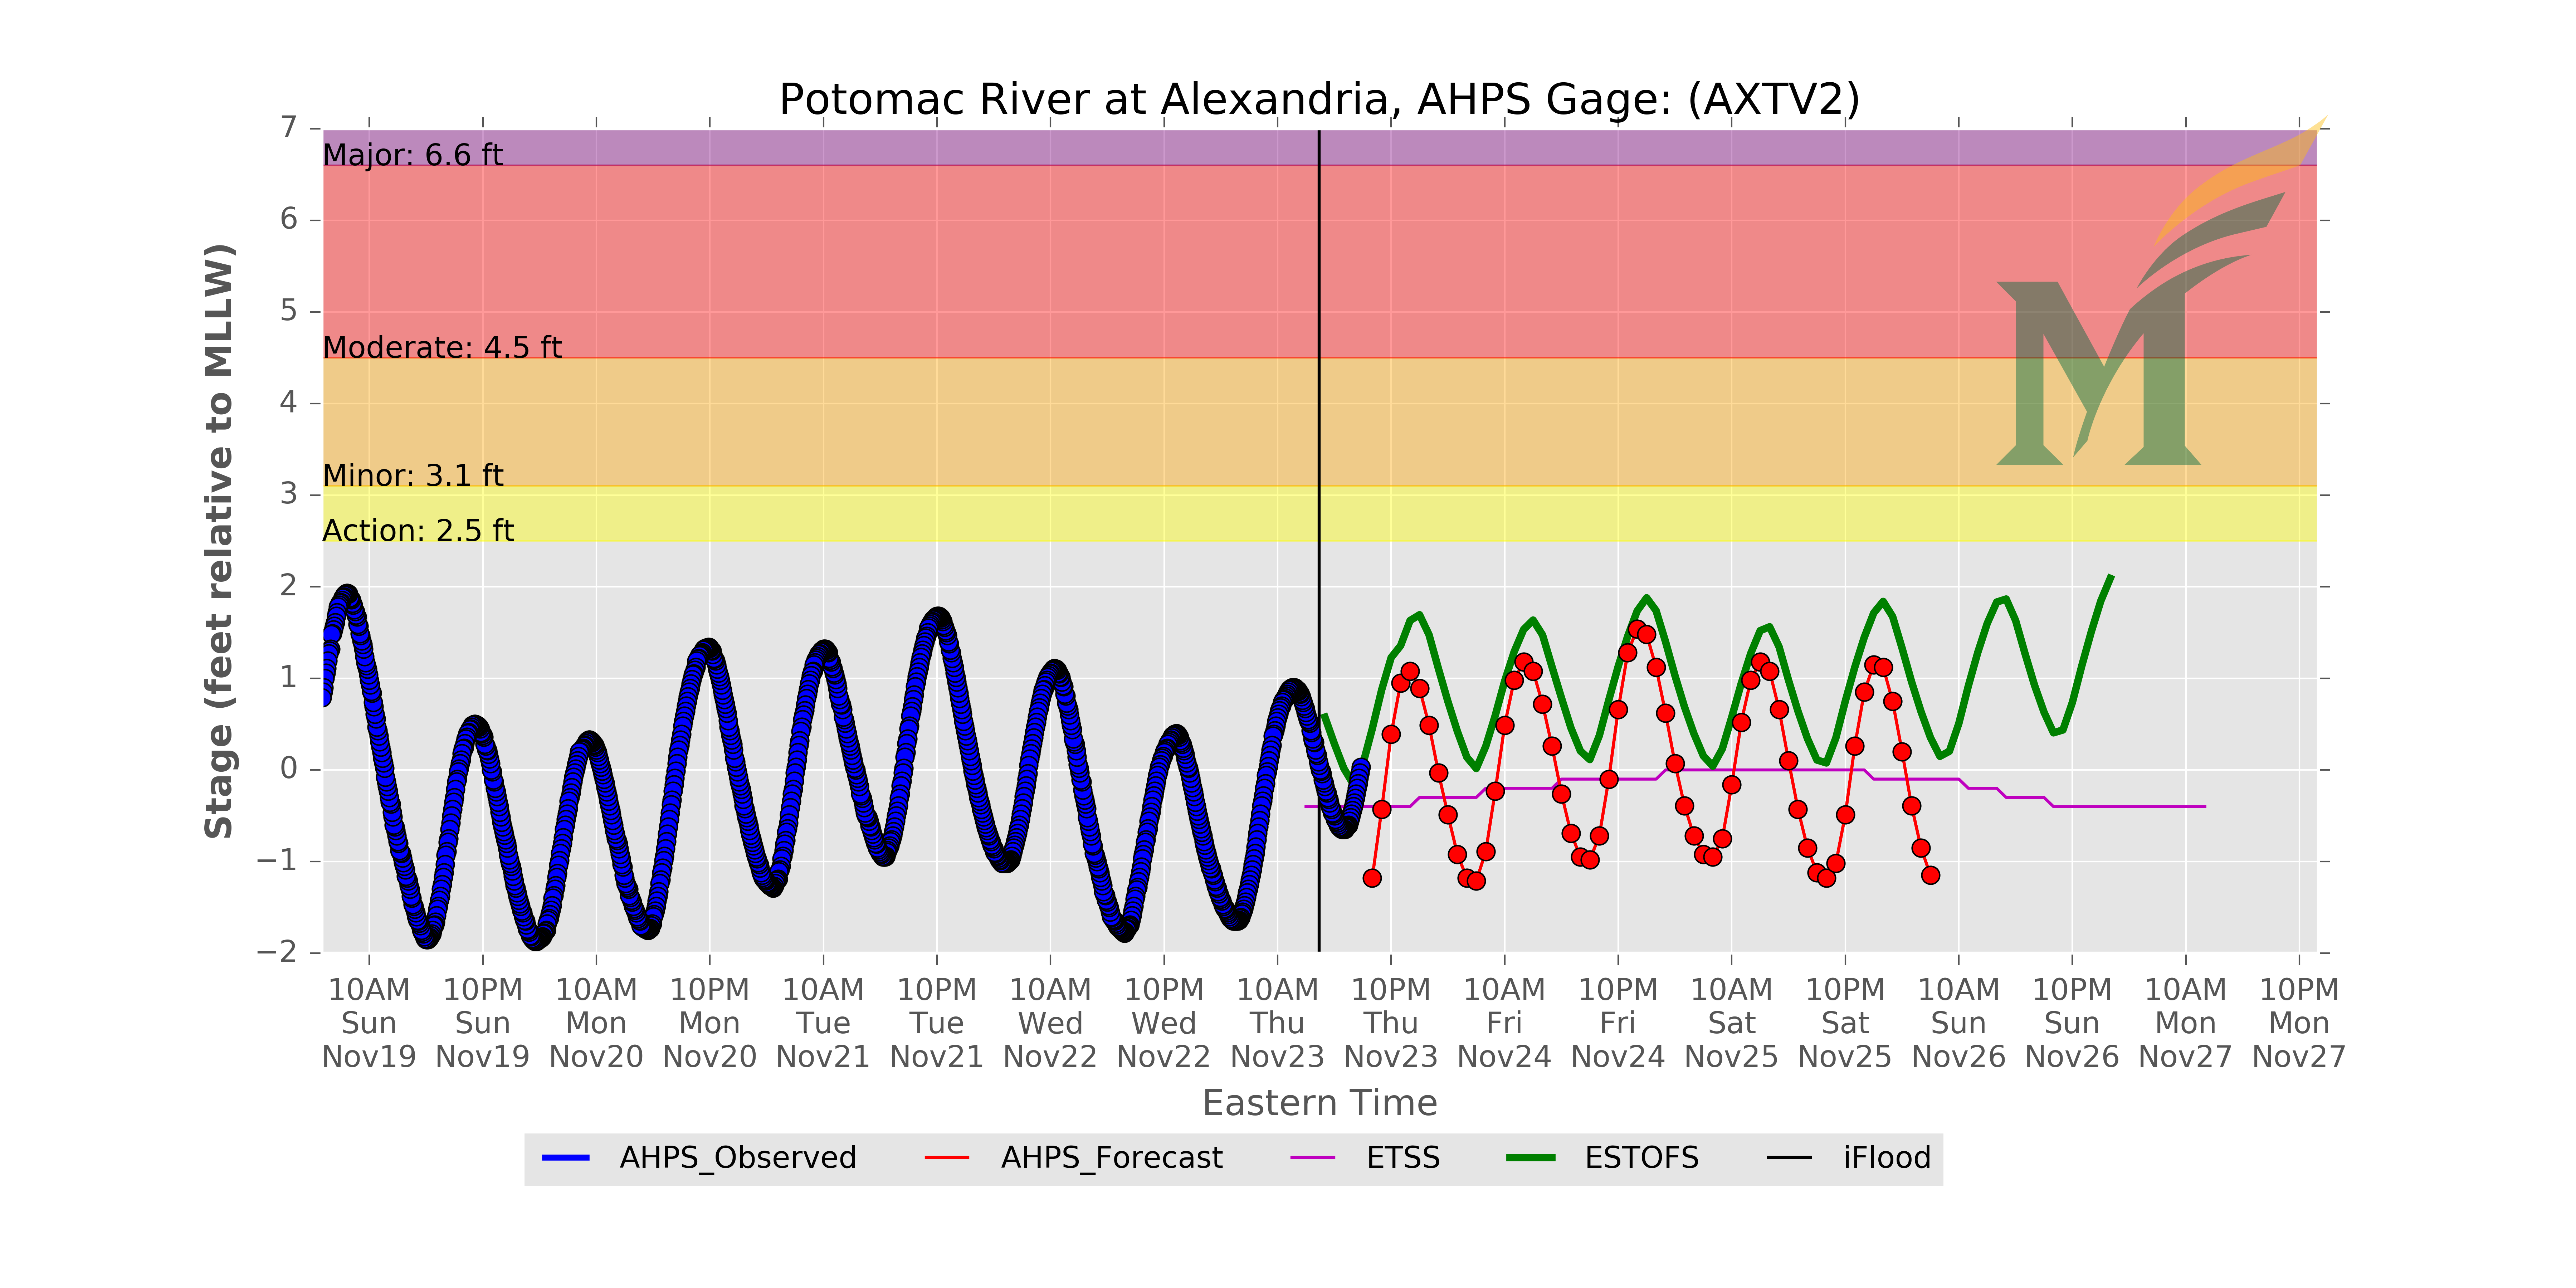 Potomac River at Alexandria, AHPS Gage: (AXTV2)
7
Major: 6.6 ft
6
5
Moderate: 4.5 ft
4
Minor: 3.1 ft
3
Action: 2.5 ft
2
1
0
−1
−2
Stage (feet relative to MLLW)
10AM 10PM 10AM 10PM 10AM 10PM 10AM 10PM 10AM 10PM 10AM 10PM 10AM 10PM 10AM 10PM 10AM 10PM
Sun Sun Mon Mon Tue Tue Wed Wed Thu Thu Fri Fri Sat Sat Sun Sun Mon Mon
Nov19 Nov19 Nov20 Nov20 Nov21 Nov21 Nov22 Nov22 Nov23 Nov23 Nov24 Nov24 Nov25 Nov25 Nov26 Nov26 Nov27 Nov27
Eastern Time
AHPS_Observed AHPS_Forecast ETSS ESTOFS iFlood